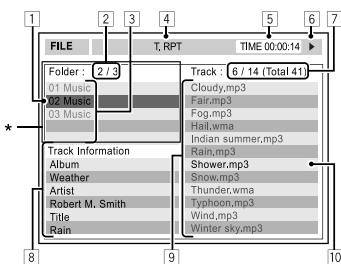 1 2 3 4 5 6 7
FILE T, RPT TIME 00:00:14
Folder : 2 / 3 Track : 6 / 14 (Total 41)
01 Music
02 Music
03 Music
*
Track Information
Album
Weather
Artist
Robert M. Smith
Title
Rain
Cloudy.mp3
Fair.mp3
Fog.mp3
Hail.wma
Indian summer.mp3
Rain.mp3
Shower.mp3
Snow.mp3
Thunder.wma
Typhoon.mp3
Wind.mp3
Winter sky.mp3
8 9 10